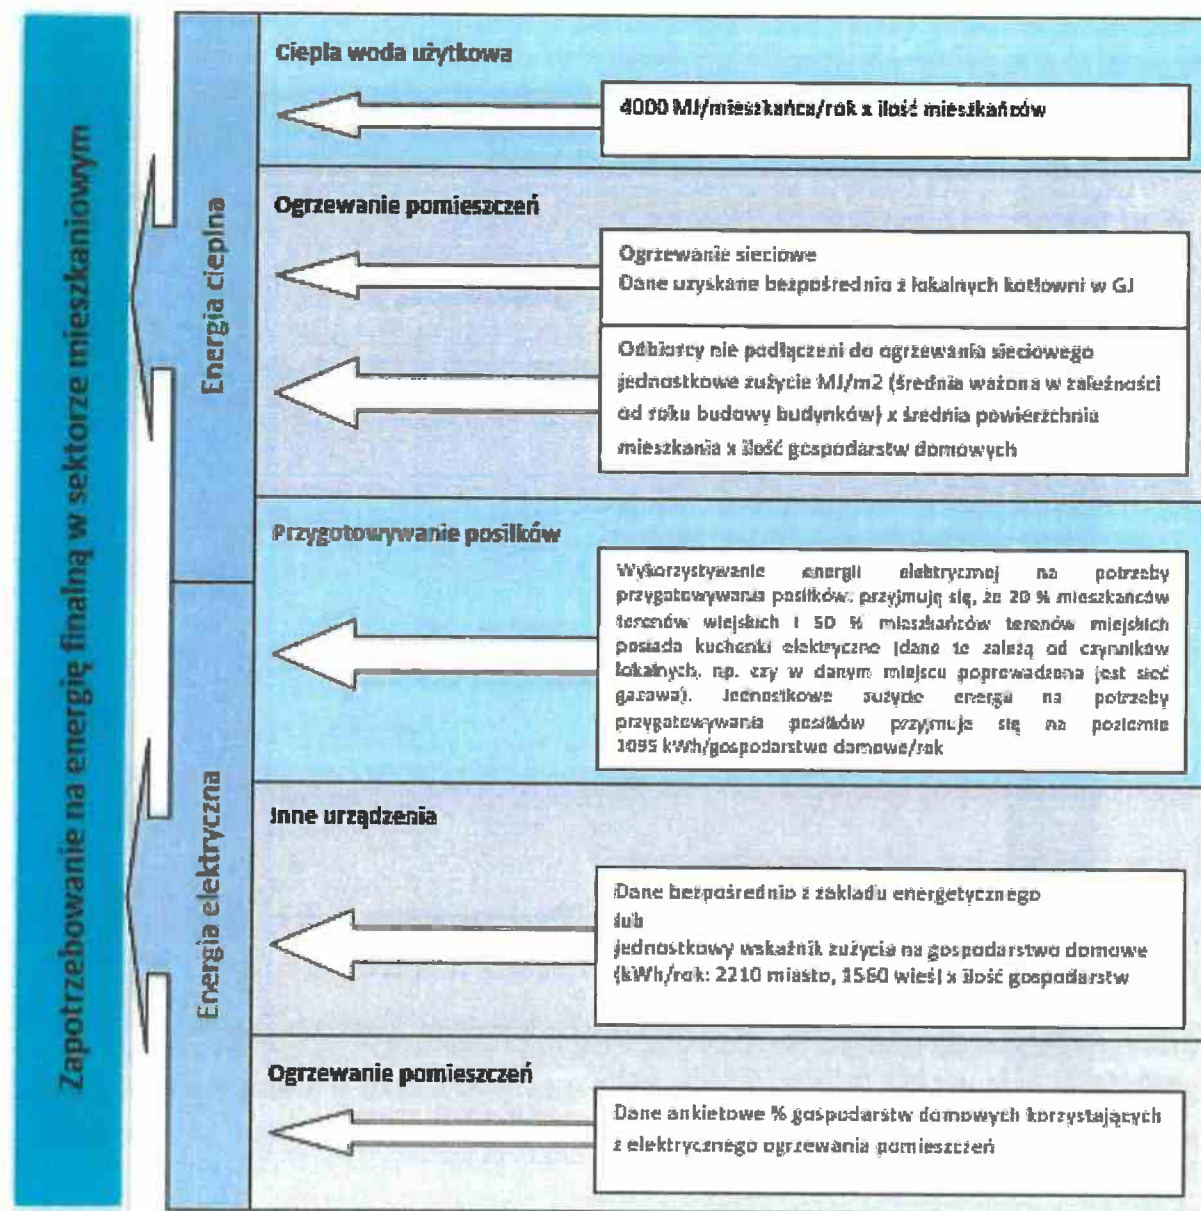 Zapotrzebowanie na energię finalną w sektorze mieszkaniowym
Energia cieplna
Ciepla woda użytkowa
4000 MJ/mieszkańca/rok x ilość mieszkańców
Ogrzewanie pomieszczeń
Ogrzewanie sieciowe
Dane uzyskane bezpośrednio z lokalnych kotłowni w GJ
Odbiorcy nie podłączeni do ogrzewania sieciowego
jednostkowe zużycie MJ/m2 (średnia ważona w zależności
od roku budowy budynków) x średnia powierzchnia
mieszkania x ilość gospodarstw domowych
Przygotowywanie posiłków
Wykorzystywanie energii elektrycznej na potrzeby
przygotowywania posiłków: przyjmuję się, że 20 % mieszkańców
terenów wiejskich i 50 % mieszkańców terenów miejskich
posiada kuchenki elektryczne (dane te zależą od czynników
lokalnych, np. czy w danym miejscu poprowadzona jest sieć
gazowa). Jednostkowe zużycie energii na potrzeby
przygotowywania posiłków przyjmuje się na poziomie
1095 kWh/gospodarstwo domowe/rok
Energia elektryczna
Inne urządzenia
Dane bezpośrednio z zakładu energetycznego
lub
jednostkowy wskaźnik zużycia na gospodarstwo domowe
(kWh/rok: 2210 miasto, 1560 wieś) x ilość gospodarstw
Ogrzewanie pomieszczeń
Dane ankietowe % gospodarstw domowych korzystających
z elektrycznego ogrzewania pomieszczeń